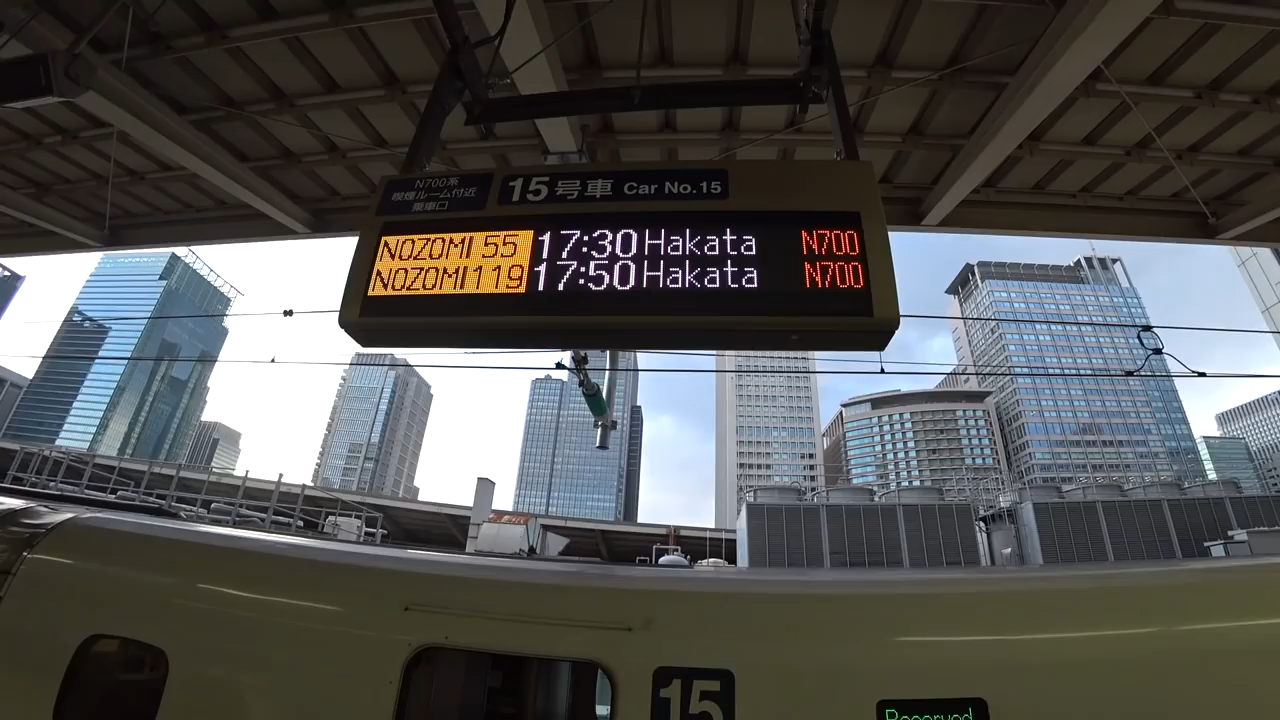 N700系
喫煙ルーム付近
乗車口
15号車 Car No.15
NOZOMI 55 17:30 Hakata N700
NOZOMI119 17:50 Hakata N700
15
Reserved